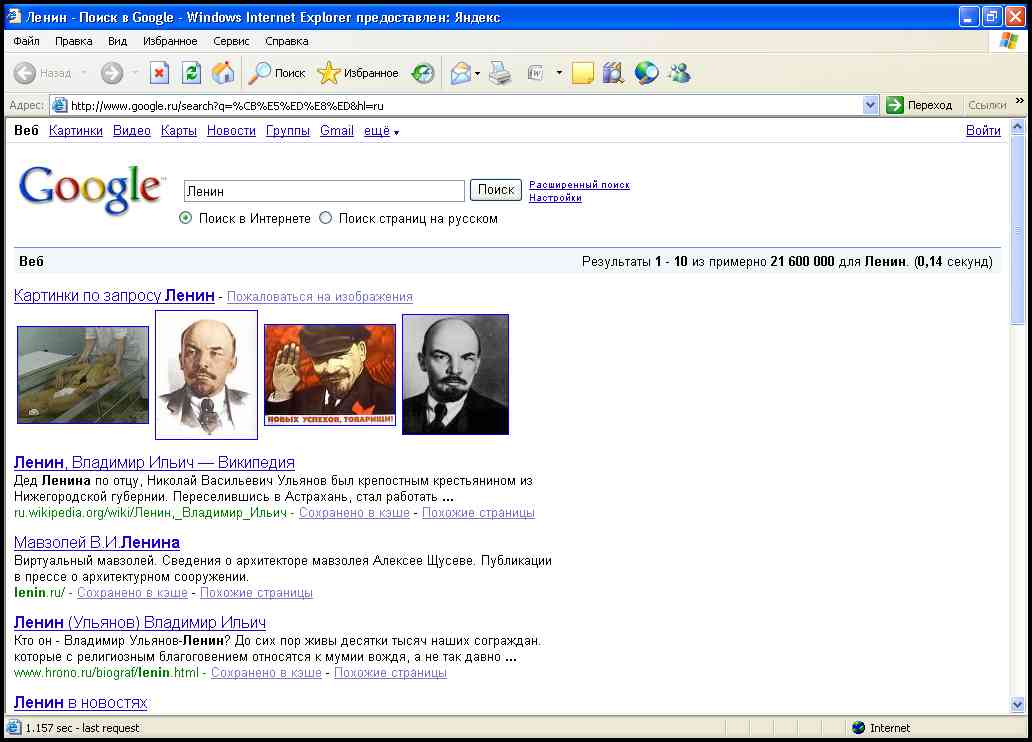 Ленин - Поиск в Google - Windows Internet Explorer предоставлен: Яндекс
Файл Правка Вид Избранное Сервис Справка
Назад Поиск Избранное
Адрес: http://www.google.ru/search?q=%CB%E5%ED%E8%ED&hl=ru Переход Ссылки »
Веб Картинки Видео Карты Новости Группы Gmail ещё Войти
Google™ Ленин Поиск Расширенный поиск
Настройки
Поиск в Интернете Поиск страниц на русском
Веб Результаты 1 - 10 из примерно 21 600 000 для Ленин. (0,14 секунд)
Картинки по запросу Ленин - Пожаловаться на изображения
НОВЫХ УСПЕХОВ, ТОВАРИЩИ!
Ленин, Владимир Ильич — Википедия
Дед Ленина по отцу, Николай Васильевич Ульянов был крепостным крестьянином из
Нижегородской губернии. Переселившись в Астрахань, стал работать ...
ru.wikipedia.org/wiki/Ленин,_Владимир_Ильич - Сохранено в кэше - Похожие страницы
Мавзолей В.И.Ленина
Виртуальный мавзолей. Сведения о архитекторе мавзолея Алексее Щусеве. Публикации
в прессе о архитектурном сооружении.
lenin.ru/ - Сохранено в кэше - Похожие страницы
Ленин (Ульянов) Владимир Ильич
Кто он - Владимир Ульянов-Ленин? До сих пор живы десятки тысяч наших сограждан.
которые с религиозным благоговением относятся к мумии вождя, а не так давно ...
www.hrono.ru/biograf/lenin.html - Сохранено в кэше - Похожие страницы
Ленин в новостях
1.157 sec - last request Internet